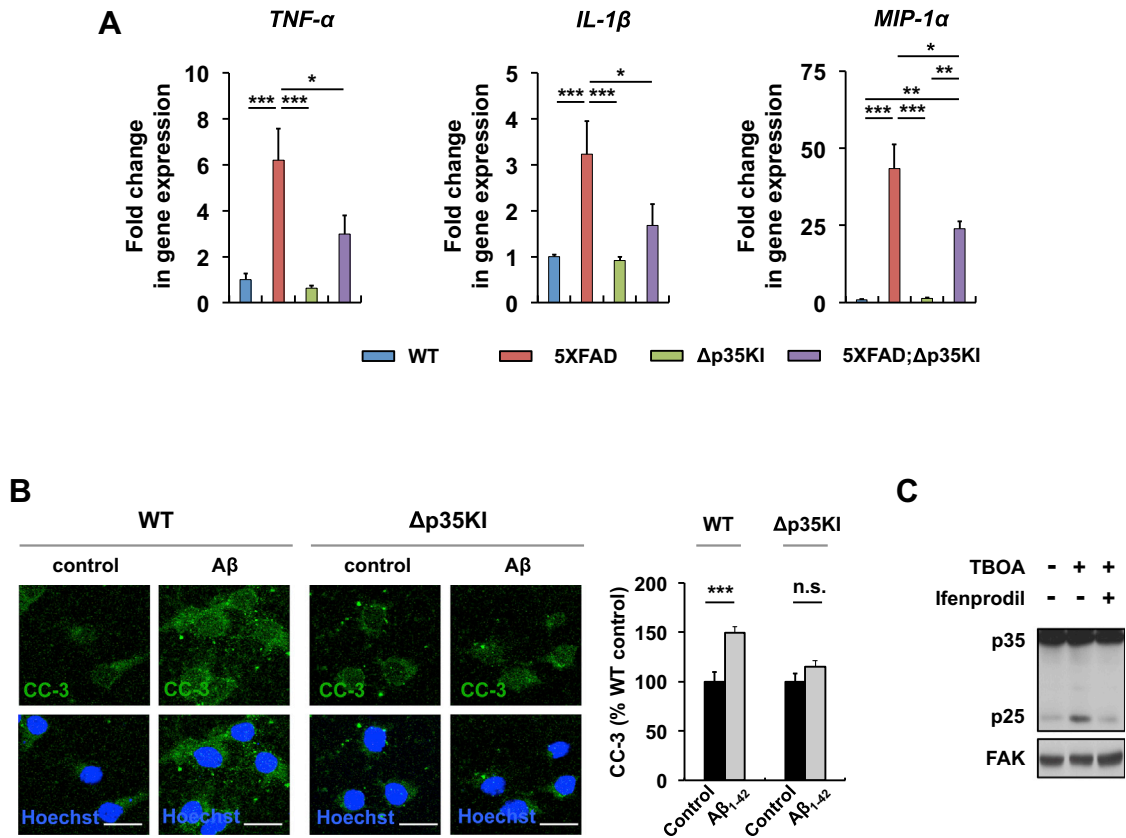 A
TNF-α
IL-1β
MIP-1α
Fold change
in gene expression
10
8
6
4
2
0
*
*** ***
Fold change
in gene expression
5
4
3
2
1
0
*
*** ***
Fold change
in gene expression
75
50
25
0
*
**
**
*** ***
WT
5XFAD
Δp35KI
5XFAD;Δp35KI
B
WT
Δp35KI
control
Aβ
control
Aβ
CC-3
CC-3
CC-3
CC-3
Hoechst
Hoechst
Hoechst
Hoechst
WT
Δp35KI
CC-3 (% WT control)
200
150
100
50
0
***
n.s.
Control
Aβ₁₋₄₂
Control
Aβ₁₋₄₂
C
TBOA - + +
Ifenprodil - - +
p35
p25
FAK